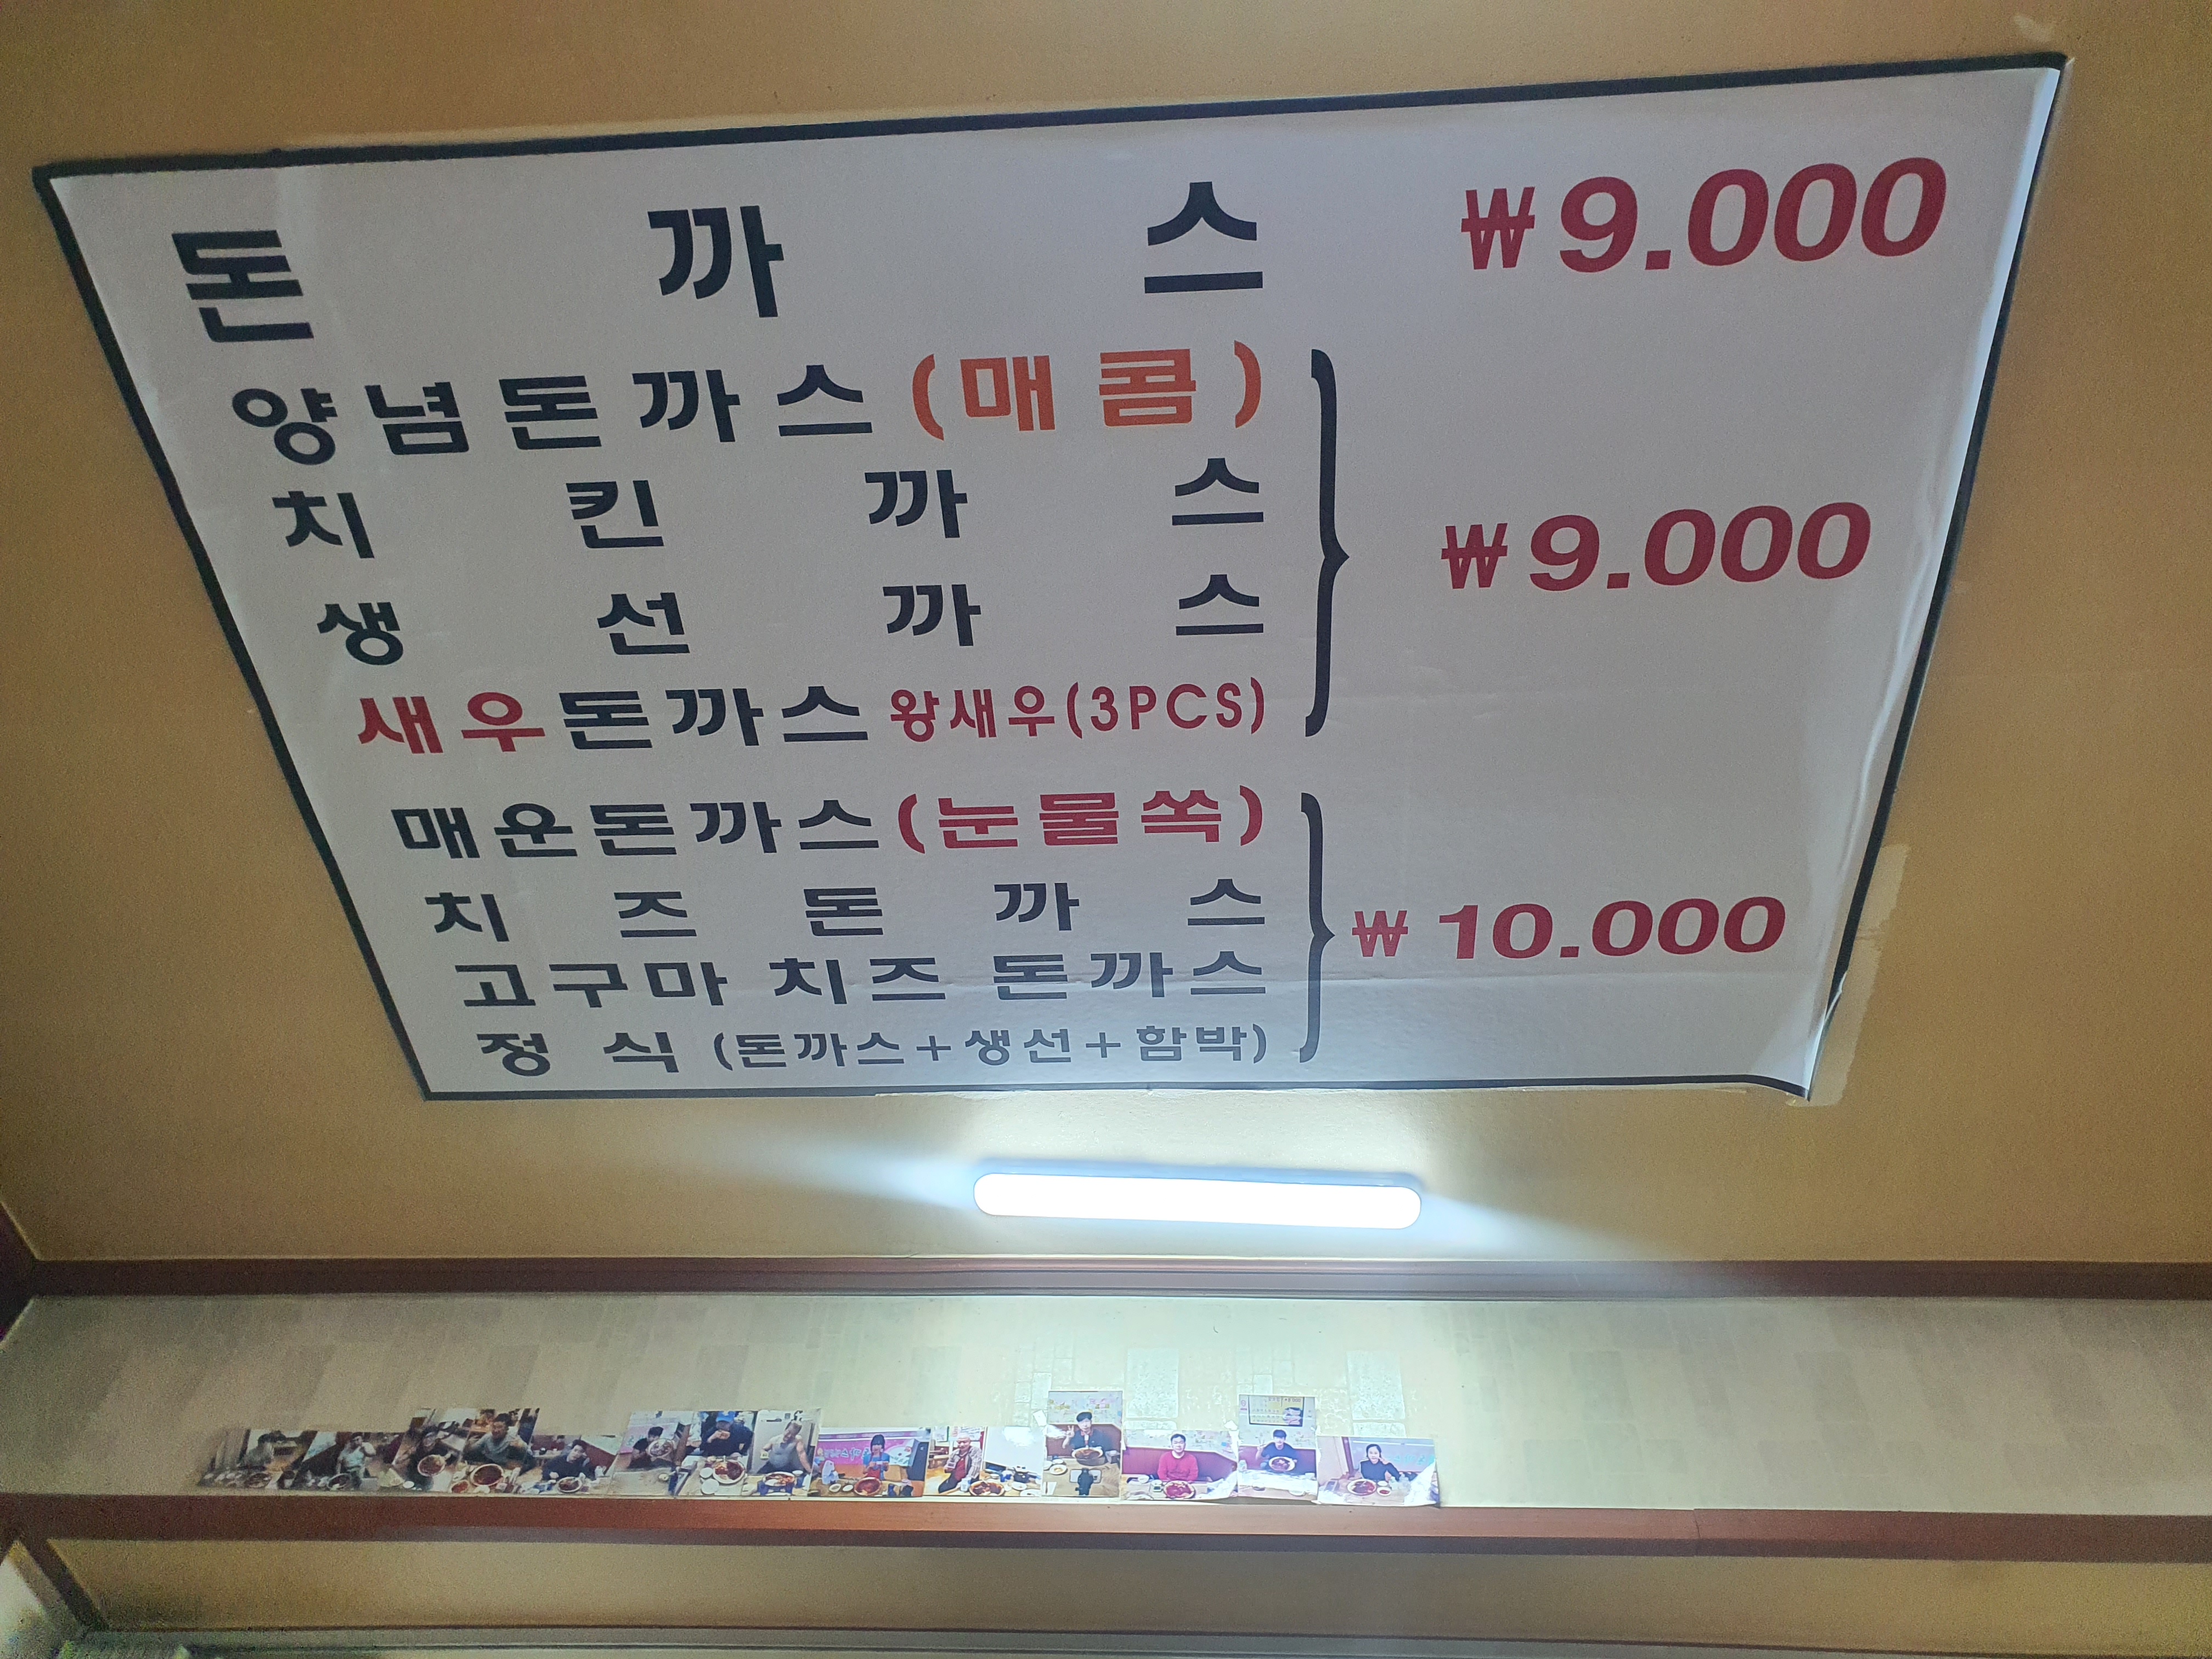 돈까스 ₩9.000
양념돈까스(매콤)
치킨까스
생선까스
₩9.000
새우돈까스 왕새우(3PCS)
매운돈까스(눈물쏙)
치즈돈까스
고구마 치즈 돈까스
₩ 10.000
정식 (돈까스+생선+함박)